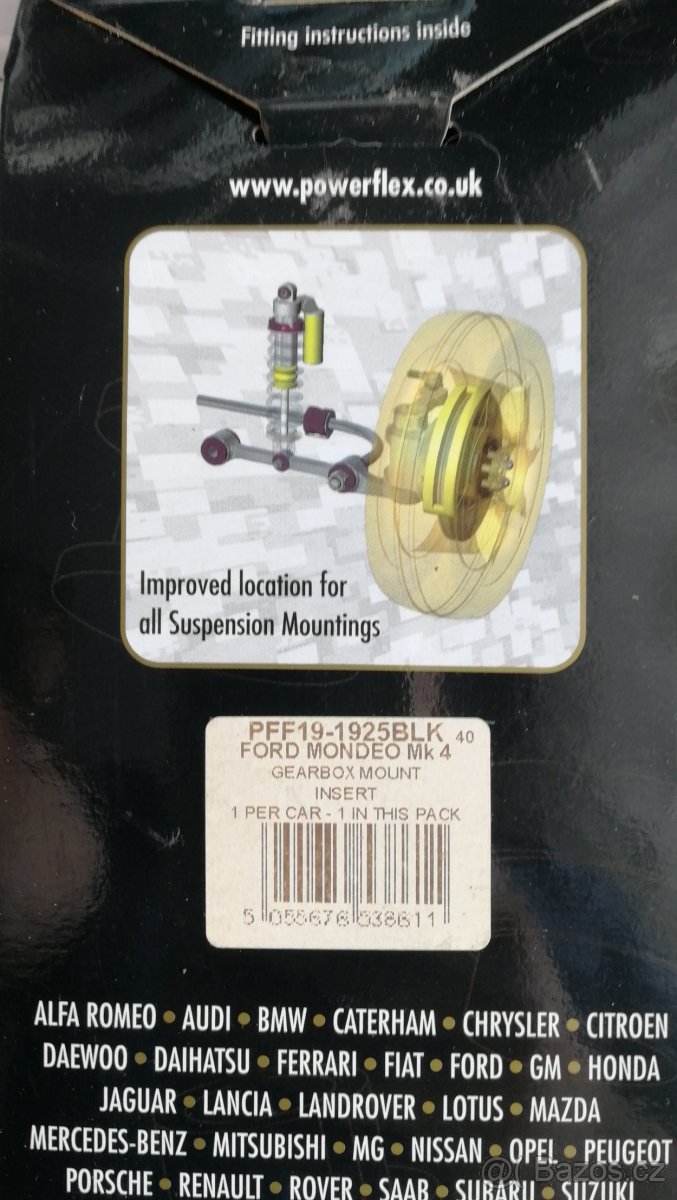 Fitting instructions inside
www.powerflex.co.uk
Improved location for
all Suspension Mountings
PFF19-1925BLK 40
FORD MONDEO Mk 4
GEARBOX MOUNT
INSERT
1 PER CAR - 1 IN THIS PACK
5 055676 038611
ALFA ROMEO • AUDI • BMW • CATERHAM • CHRYSLER • CITROEN
DAEWOO • DAIHATSU • FERRARI • FIAT • FORD • GM • HONDA
JAGUAR • LANCIA • LANDROVER • LOTUS • MAZDA
MERCEDES-BENZ • MITSUBISHI • MG • NISSAN • OPEL • PEUGEOT
PORSCHE • RENAULT • ROVER • SAAB • SUBARU • SUZUKI
@ Bazoš.cz